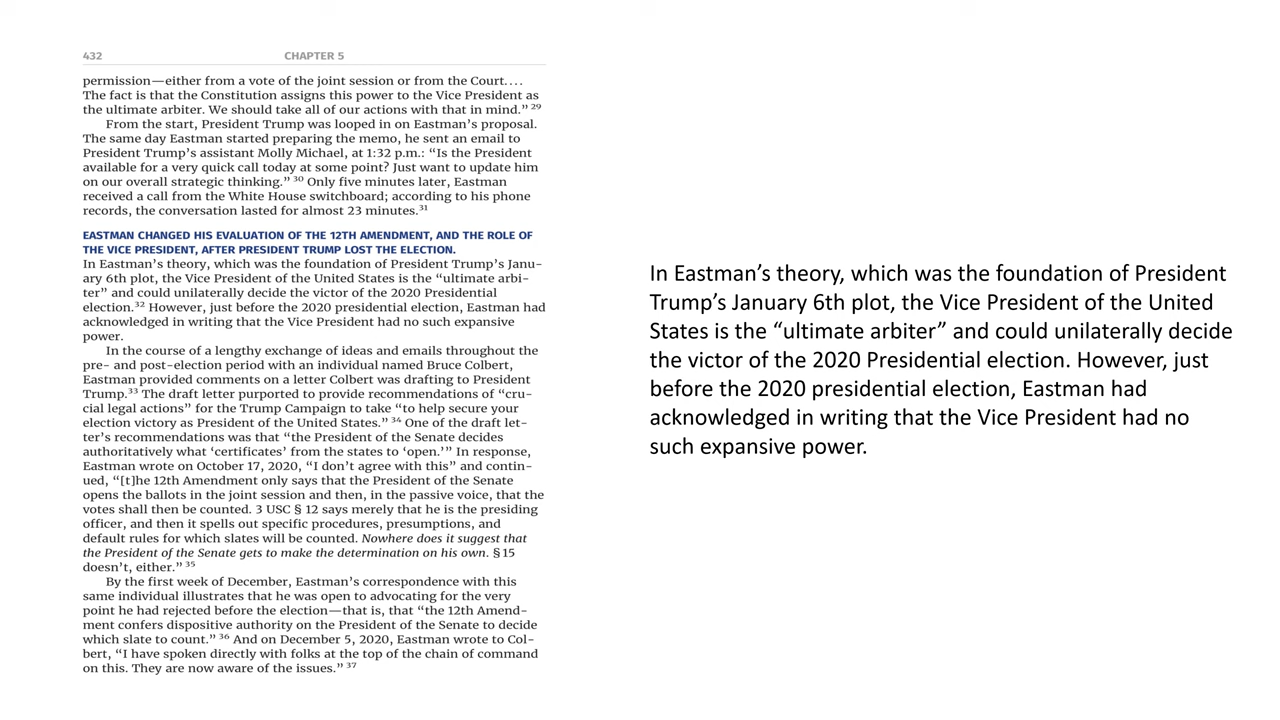 432
CHAPTER 5
permission—either from a vote of the joint session or from the Court....
The fact is that the Constitution assigns this power to the Vice President as
the ultimate arbiter. We should take all of our actions with that in mind.” 29
From the start, President Trump was looped in on Eastman’s proposal.
The same day Eastman started preparing the memo, he sent an email to
President Trump’s assistant Molly Michael, at 1:32 p.m.: “Is the President
available for a very quick call today at some point? Just want to update him
on our overall strategic thinking.” 30 Only five minutes later, Eastman
received a call from the White House switchboard; according to his phone
records, the conversation lasted for almost 23 minutes.31
EASTMAN CHANGED HIS EVALUATION OF THE 12TH AMENDMENT, AND THE ROLE OF
THE VICE PRESIDENT, AFTER PRESIDENT TRUMP LOST THE ELECTION.
In Eastman’s theory, which was the foundation of President Trump’s Janu-
ary 6th plot, the Vice President of the United States is the “ultimate arbi-
ter” and could unilaterally decide the victor of the 2020 Presidential
election.32 However, just before the 2020 presidential election, Eastman had
acknowledged in writing that the Vice President had no such expansive
power.
In the course of a lengthy exchange of ideas and emails throughout the
pre- and post-election period with an individual named Bruce Colbert,
Eastman provided comments on a letter Colbert was drafting to President
Trump.33 The draft letter purported to provide recommendations of “cru-
cial legal actions” for the Trump Campaign to take “to help secure your
election victory as President of the United States.” 34 One of the draft let-
ter’s recommendations was that “the President of the Senate decides
authoritatively what ‘certificates’ from the states to ‘open.’” In response,
Eastman wrote on October 17, 2020, “I don’t agree with this” and contin-
ued, “[t]he 12th Amendment only says that the President of the Senate
opens the ballots in the joint session and then, in the passive voice, that the
votes shall then be counted. 3 USC § 12 says merely that he is the presiding
officer, and then it spells out specific procedures, presumptions, and
default rules for which slates will be counted. Nowhere does it suggest that
the President of the Senate gets to make the determination on his own. § 15
doesn’t, either.” 35
By the first week of December, Eastman’s correspondence with this
same individual illustrates that he was open to advocating for the very
point he had rejected before the election—that is, that “the 12th Amend-
ment confers dispositive authority on the President of the Senate to decide
which slate to count.” 36 And on December 5, 2020, Eastman wrote to Col-
bert, “I have spoken directly with folks at the top of the chain of command
on this. They are now aware of the issues.” 37
In Eastman’s theory, which was the foundation of President
Trump’s January 6th plot, the Vice President of the United
States is the “ultimate arbiter” and could unilaterally decide
the victor of the 2020 Presidential election. However, just
before the 2020 presidential election, Eastman had
acknowledged in writing that the Vice President had no
such expansive power.